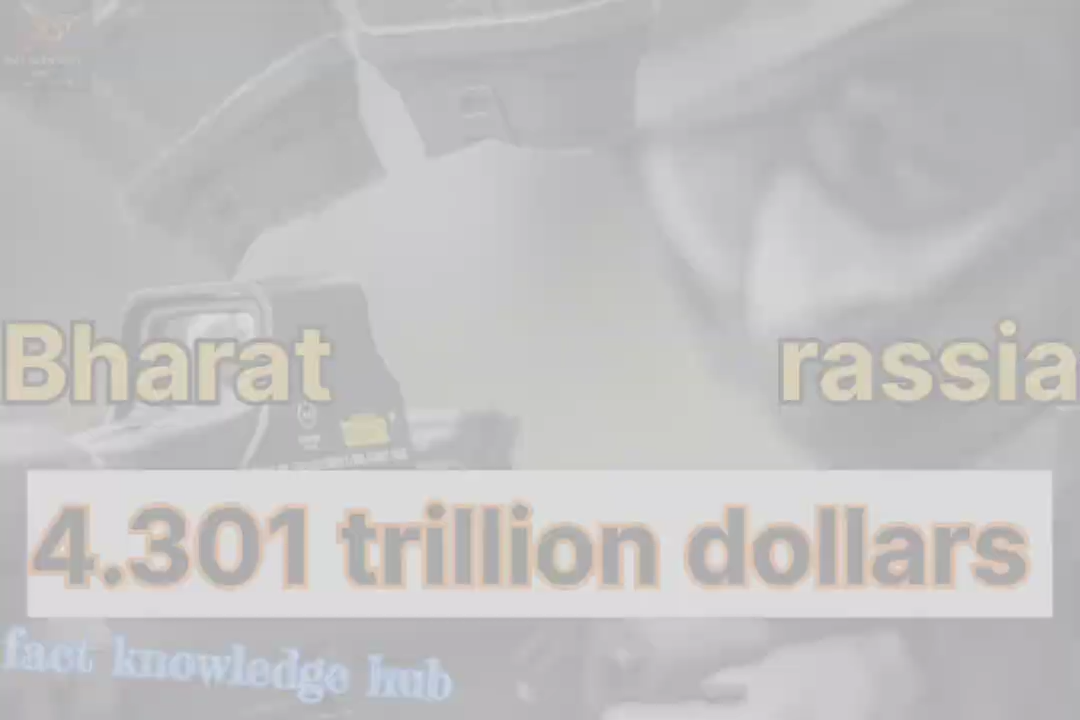 Bharat rassia
4.301 trillion dollars
fact knowledge hub